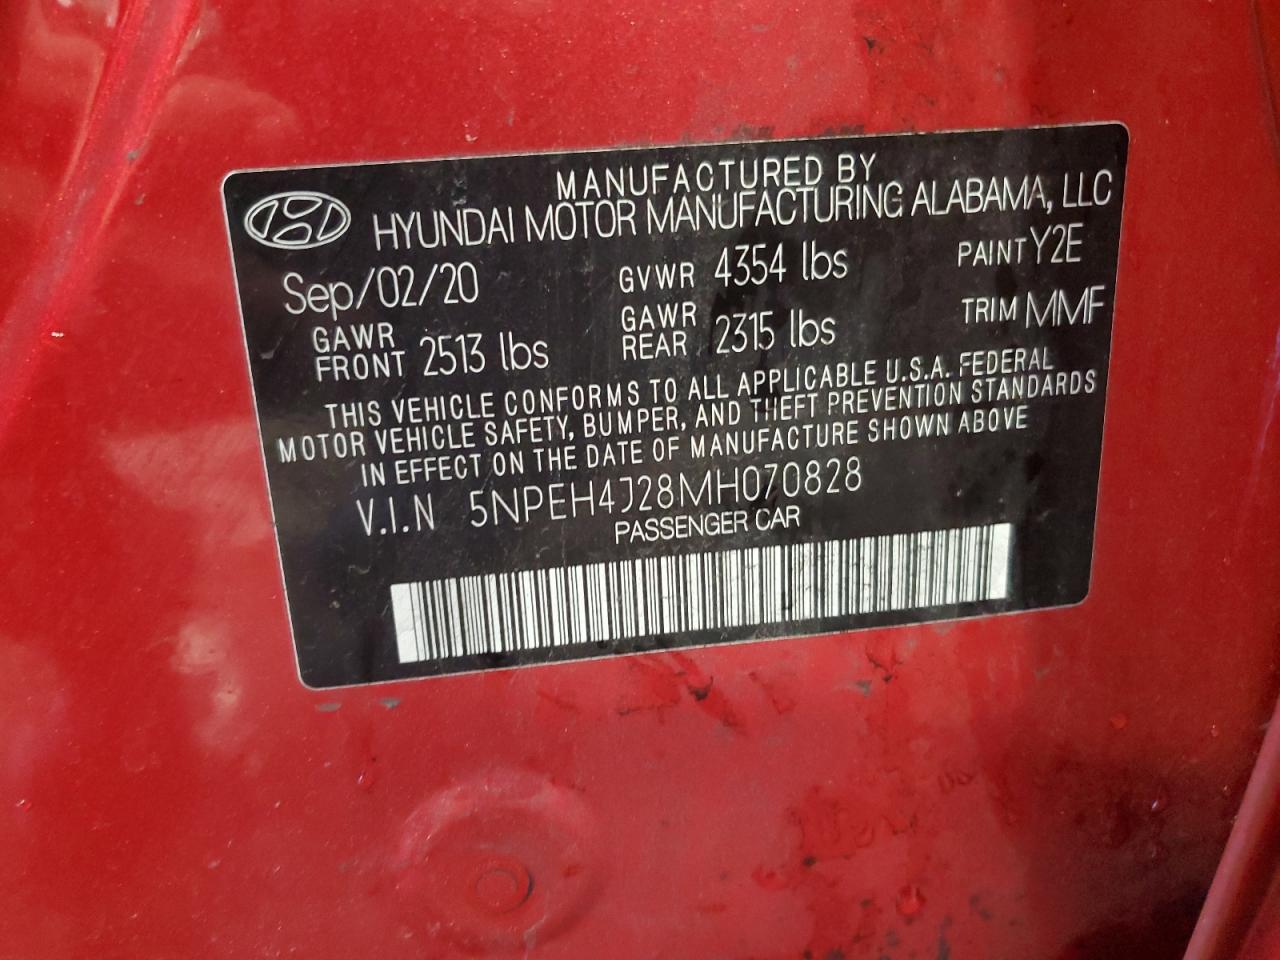 MANUFACTURED BY
HYUNDAI MOTOR MANUFACTURING ALABAMA, LLC
Sep/02/20 GVWR 4354 lbs PAINT Y2E
GAWR FRONT 2513 lbs GAWR REAR 2315 lbs TRIM MMF
THIS VEHICLE CONFORMS TO ALL APPLICABLE U.S.A. FEDERAL
MOTOR VEHICLE SAFETY, BUMPER, AND THEFT PREVENTION STANDARDS
IN EFFECT ON THE DATE OF MANUFACTURE SHOWN ABOVE
V.I.N 5NPEH4J28MH070828
PASSENGER CAR